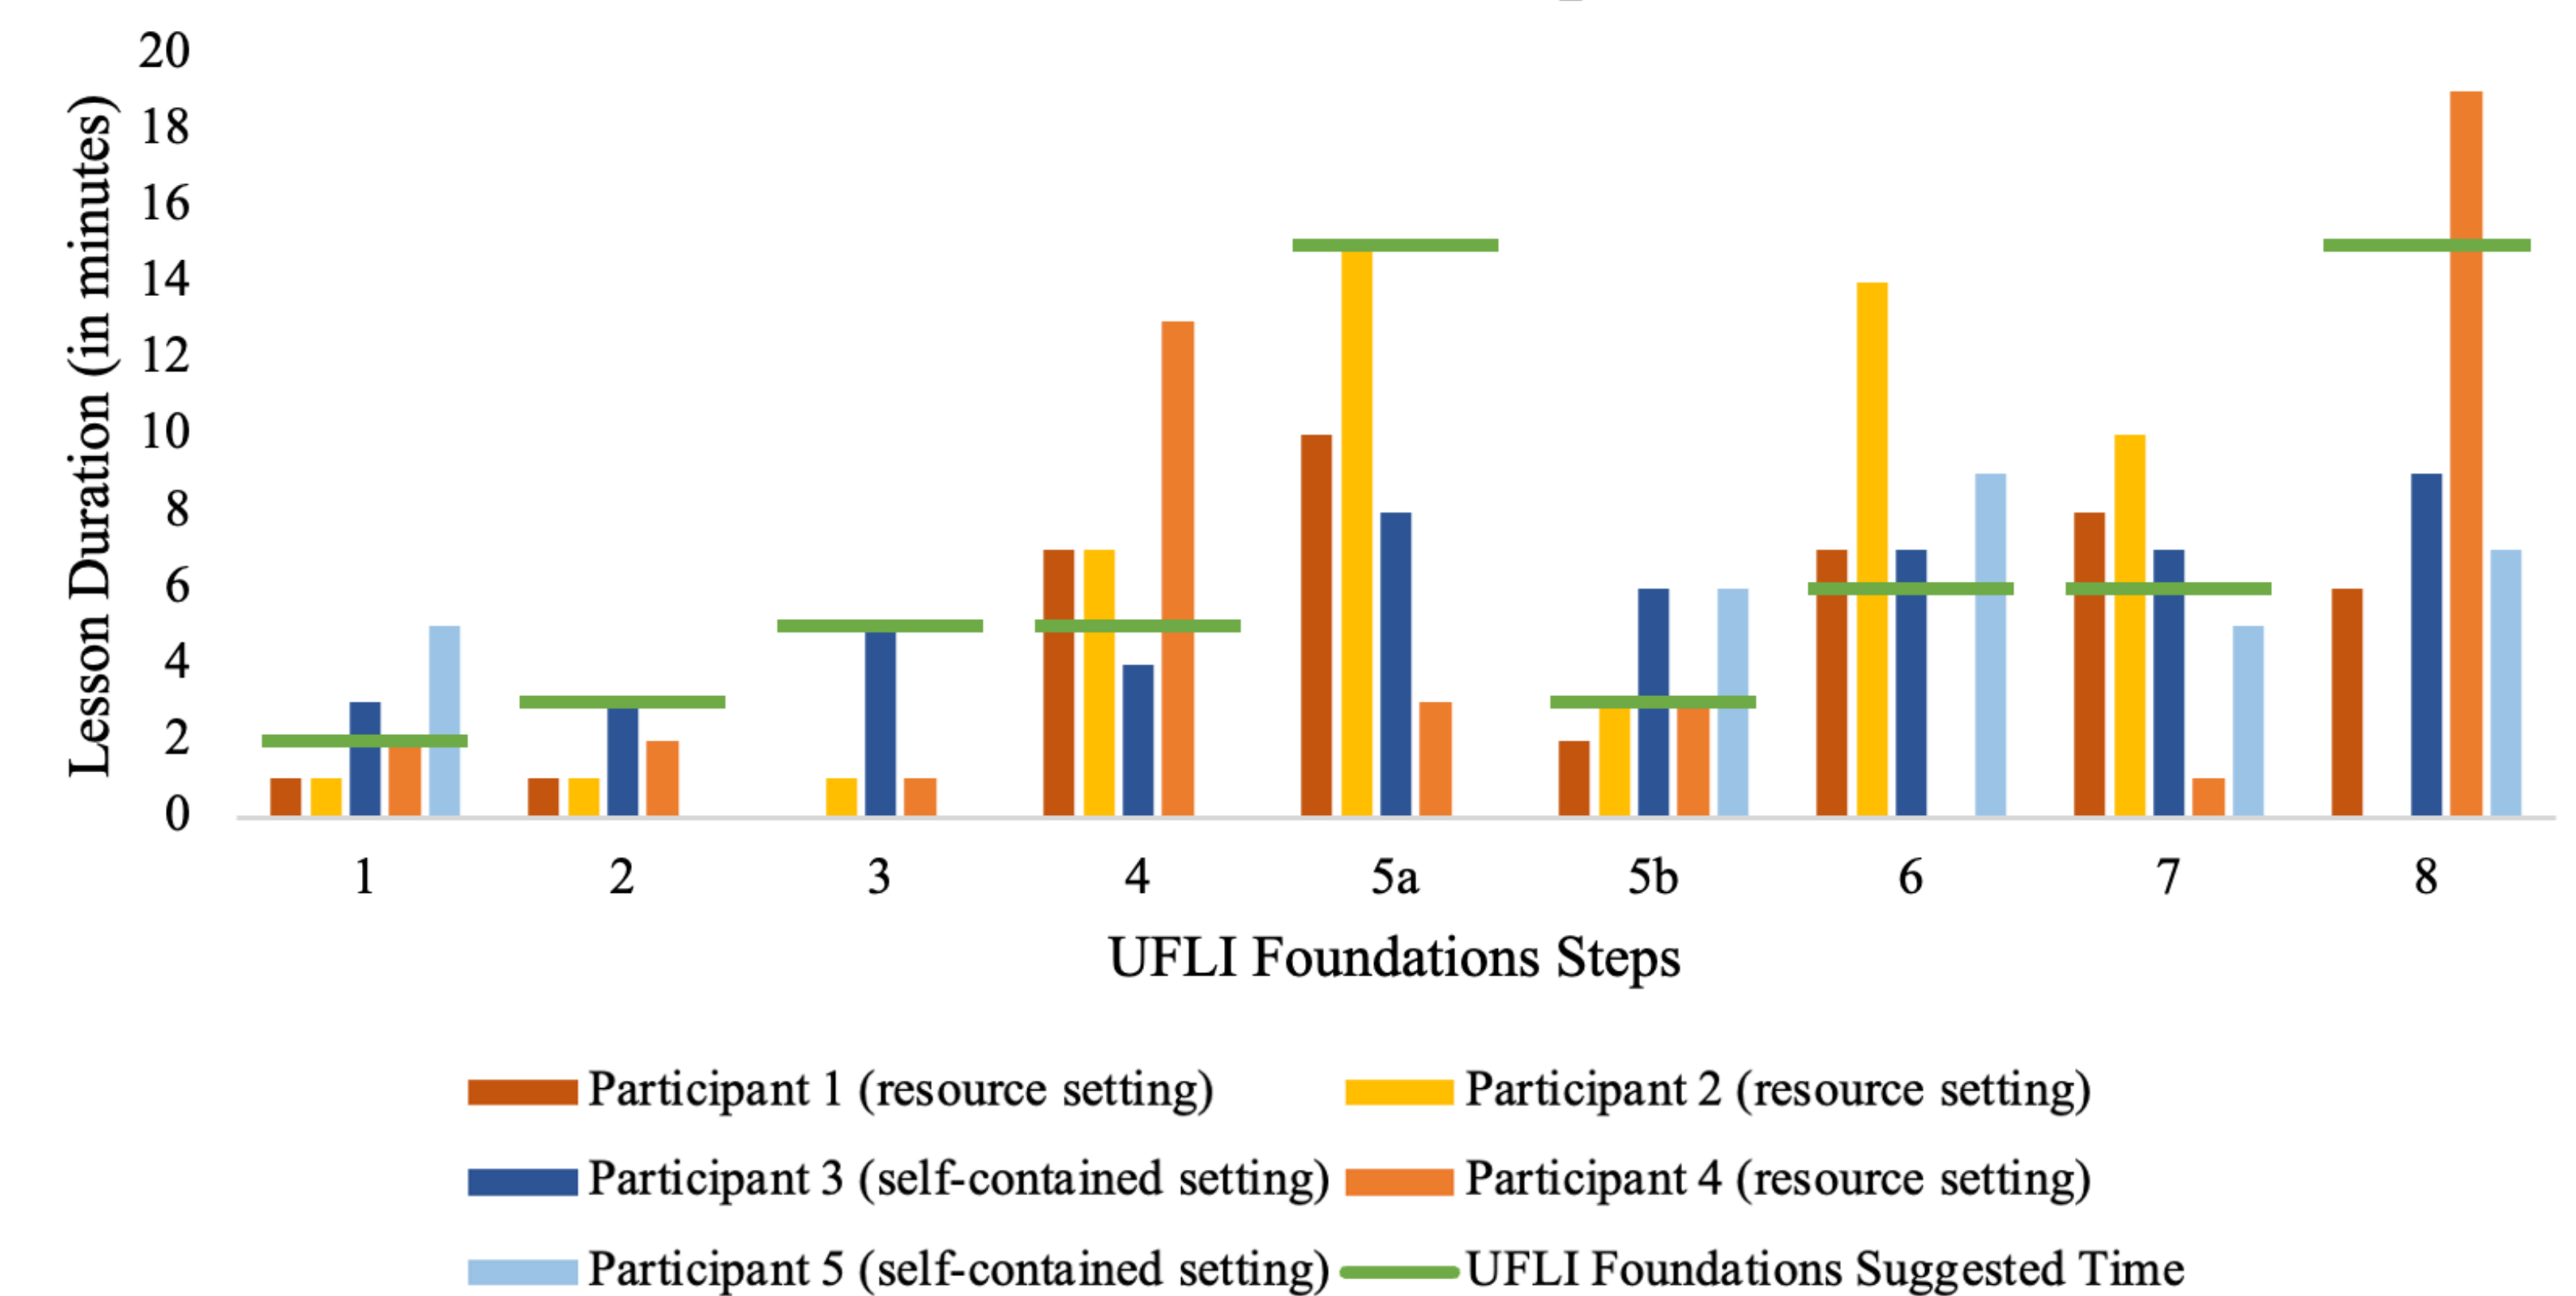 20
18
16
14
12
10
8
6
4
2
0
Lesson Duration (in minutes)
1 2 3 4 5a 5b 6 7 8
UFLI Foundations Steps
Participant 1 (resource setting) Participant 2 (resource setting)
Participant 3 (self-contained setting) Participant 4 (resource setting)
Participant 5 (self-contained setting) UFLI Foundations Suggested Time